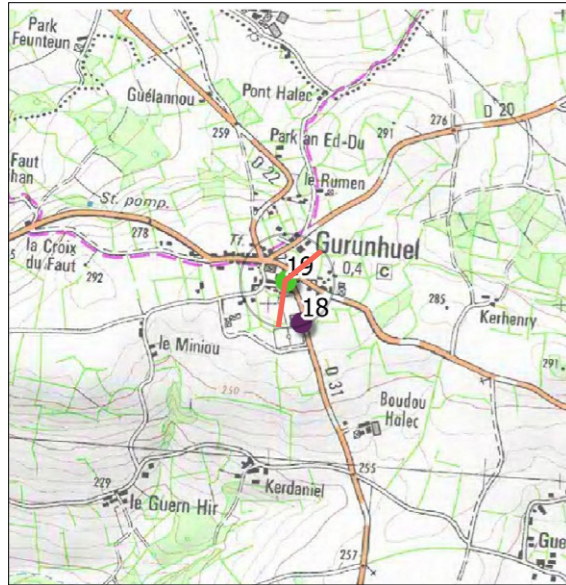 Park
Feunteun
Guélannou
Pont Halec
259
Park an Ed-Du
291
276
D 20
D 22
le Rumen
Faut
han
St. pomp.
278
Tf.
Gurunhuel
la Croix
du Faut
292
19
0,4
C
18
285
Kerhenry
le Miniou
250
D 31
291
Boudou
Halec
229
Kerdaniel
255
le Guern Hir
257
Gue